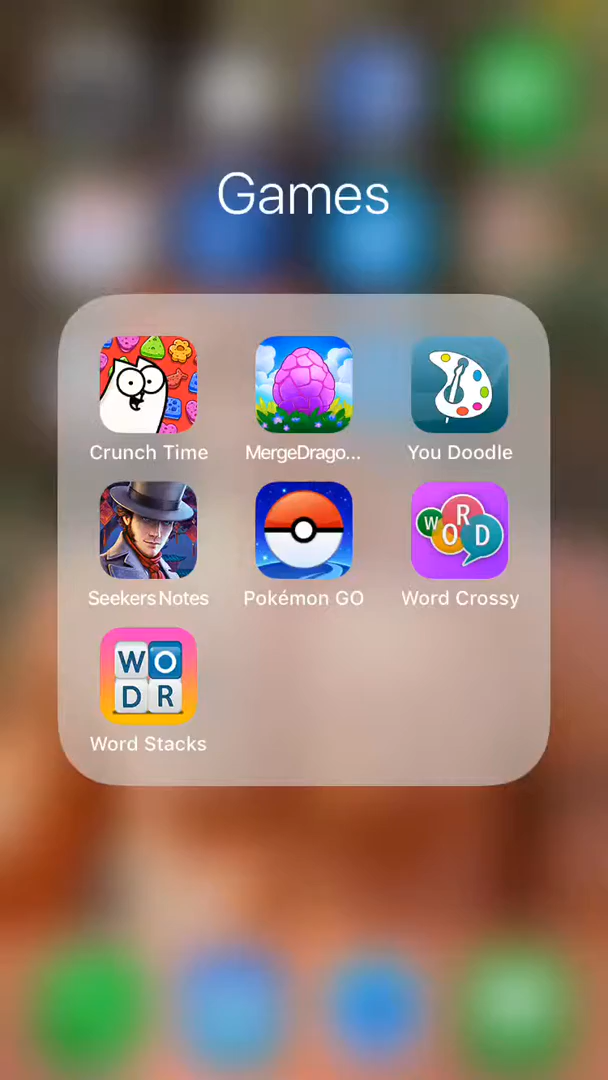 Games
Crunch Time
MergeDrago...
You Doodle
Seekers Notes
Pokémon GO
W
O
R
D
Word Crossy
W O
D R
Word Stacks